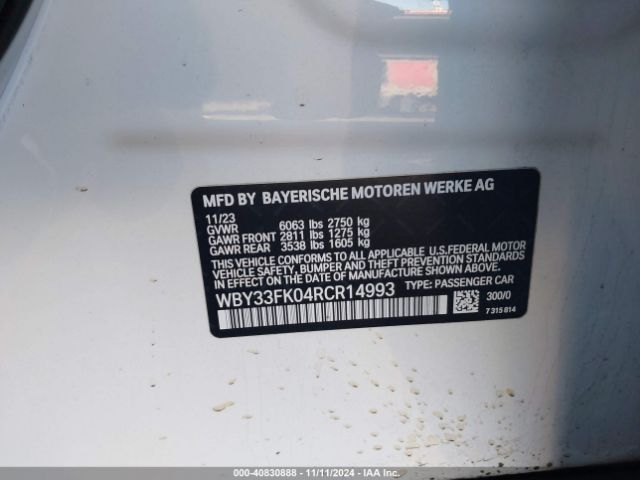 MFD BY BAYERISCHE MOTOREN WERKE AG
11/23
GVWR 6063 lbs 2750 kg
GAWR FRONT 2811 lbs 1275 kg
GAWR REAR 3538 lbs 1605 kg
THIS VEHICLE CONFORMS TO ALL APPLICABLE U.S.FEDERAL MOTOR
VEHICLE SAFETY, BUMPER, AND THEFT PREVENTION STANDARDS
IN EFFECT ON THE DATE OF MANUFACTURE SHOWN ABOVE.
WBY33FK04RCR14993 TYPE: PASSENGER CAR
300/0
7 315 814
000-40830888 - 11/11/2024 - IAA Inc.